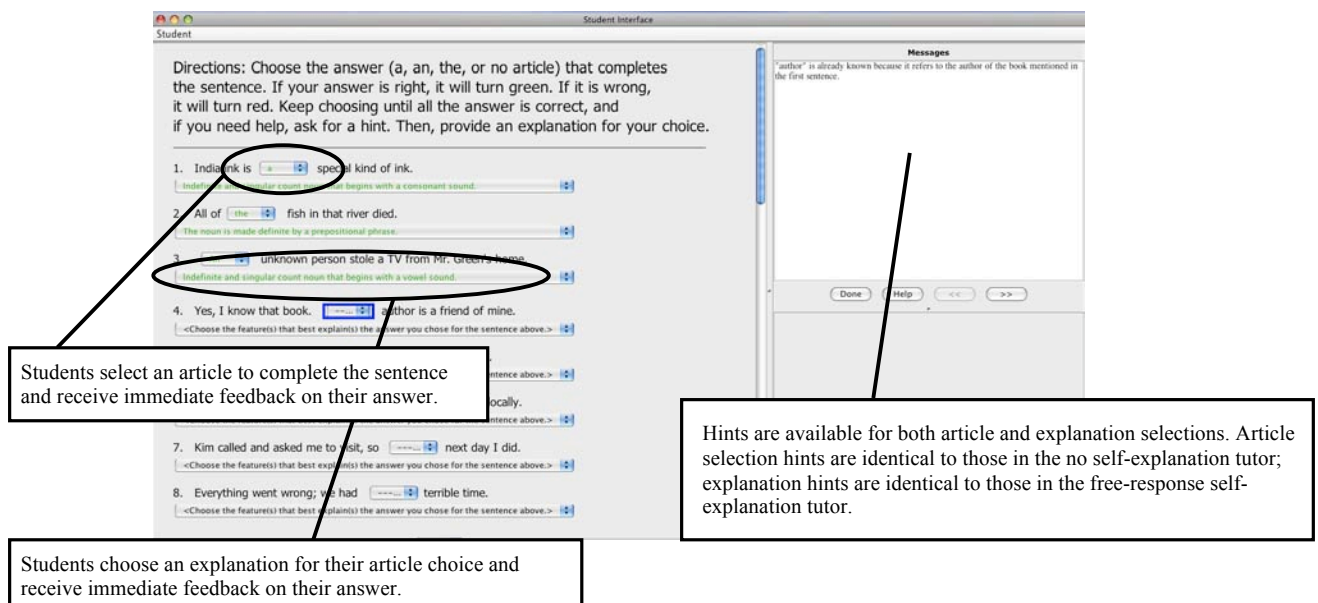 Student Interface
Student
Directions: Choose the answer (a, an, the, or no article) that completes
the sentence. If your answer is right, it will turn green. If it is wrong,
it will turn red. Keep choosing until all the answer is correct, and
if you need help, ask for a hint. Then, provide an explanation for your choice.
1. India ink is a special kind of ink.
Indefinite and singular count noun that begins with a consonant sound.
2. All of the fish in that river died.
The noun is made definite by a prepositional phrase.
3. unknown person stole a TV from Mr. Green's home.
Indefinite and singular count noun that begins with a vowel sound.
4. Yes, I know that book. --... author is a friend of mine.
<Choose the feature(s) that best explain(s) the answer you chose for the sentence above.>
ntence above.>
ocally.
ntence above.>
7. Kim called and asked me to visit, so ----... next day I did.
<Choose the feature(s) that best explain(s) the answer you chose for the sentence above.>
8. Everything went wrong; we had ----... terrible time.
<Choose the feature(s) that best explain(s) the answer you chose for the sentence above.>
Messages
"author" is already known because it refers to the author of the book mentioned in
the first sentence.
Done Help << >>
Students select an article to complete the sentence
and receive immediate feedback on their answer.
Hints are available for both article and explanation selections. Article
selection hints are identical to those in the no self-explanation tutor;
explanation hints are identical to those in the free-response self-
explanation tutor.
Students choose an explanation for their article choice and
receive immediate feedback on their answer.